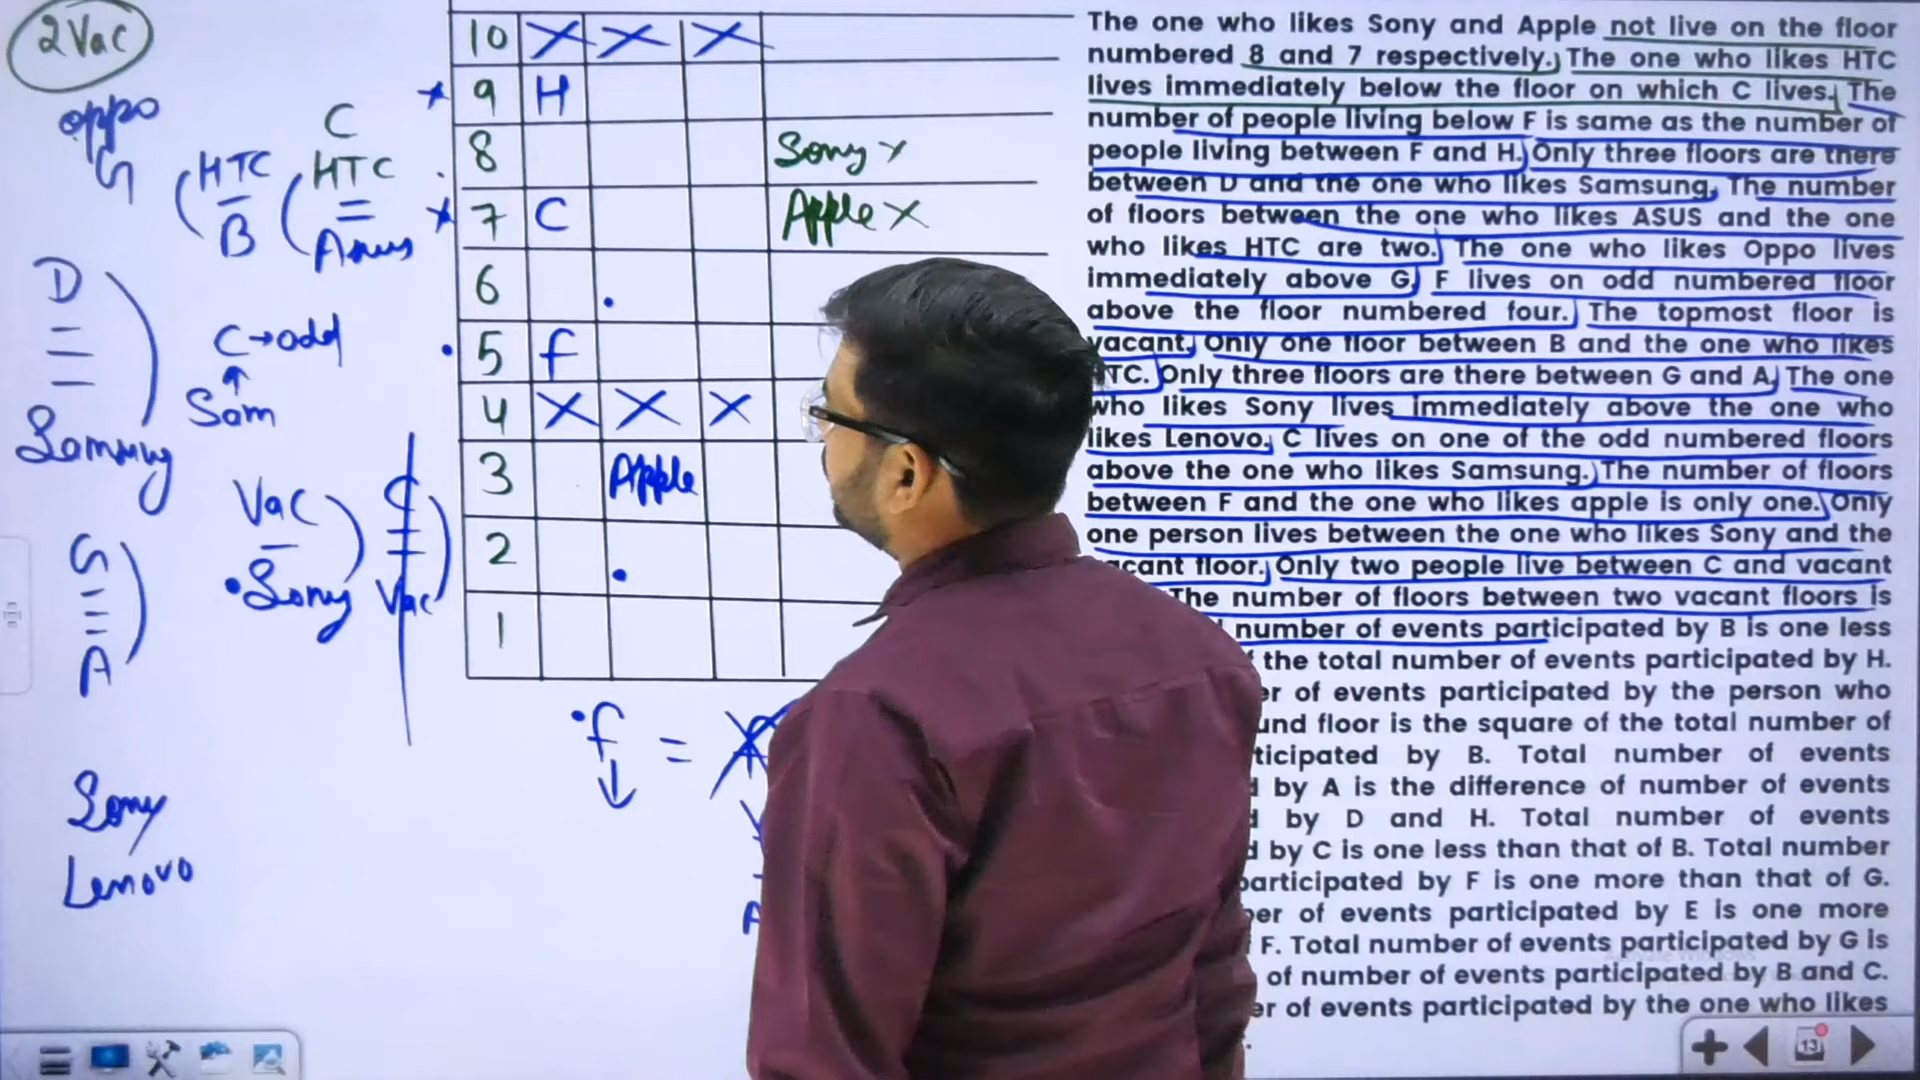 2Vac
oppo
G
HTC
B
C
HTC
Asus
D
Samsung
C→odd
Sam
G
A
Vac
Sony
C
Vac
Sony
Lenovo
10 X X X
9 H
8 Sony x
7 C Apple X
6
5 f
4 X X X
3 Apple
2
1
f =
The one who likes Sony and Apple not live on the floor
numbered 8 and 7 respectively. The one who likes HTC
lives immediately below the floor on which C lives. The
number of people living below F is same as the number of
people living between F and H. Only three floors are there
between D and the one who likes Samsung. The number
of floors between the one who likes ASUS and the one
who likes HTC are two. The one who likes Oppo lives
immediately above G. F lives on odd numbered floor
above the floor numbered four. The topmost floor is
vacant. Only one floor between B and the one who likes
TC. Only three floors are there between G and A. The one
who likes Sony lives immediately above the one who
likes Lenovo. C lives on one of the odd numbered floors
above the one who likes Samsung. The number of floors
between F and the one who likes apple is only one. Only
one person lives between the one who likes Sony and the
cant floor. Only two people live between C and vacant
The number of floors between two vacant floors is
number of events participated by B is one less
the total number of events participated by H.
er of events participated by the person who
und floor is the square of the total number of
ticipated by B. Total number of events
by A is the difference of number of events
by D and H. Total number of events
by C is one less than that of B. Total number
participated by F is one more than that of G.
er of events participated by E is one more
F. Total number of events participated by G is
of number of events participated by B and C.
er of events participated by the one who likes
13